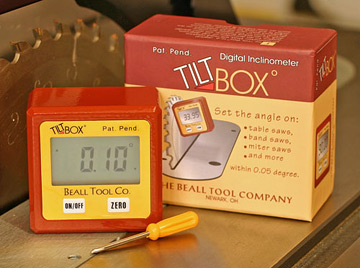 Pat. Pend.
Digital Inclinometer
TILT BOX°
Set the angle on:
• table saws,
• band saws,
• miter saws
and more
within 0.05 degree.
THE BEALL TOOL COMPANY
NEWARK, OH
TILT BOX°
Pat. Pend.
0.10°
BEALL TOOL CO.
ON/OFF
ZERO